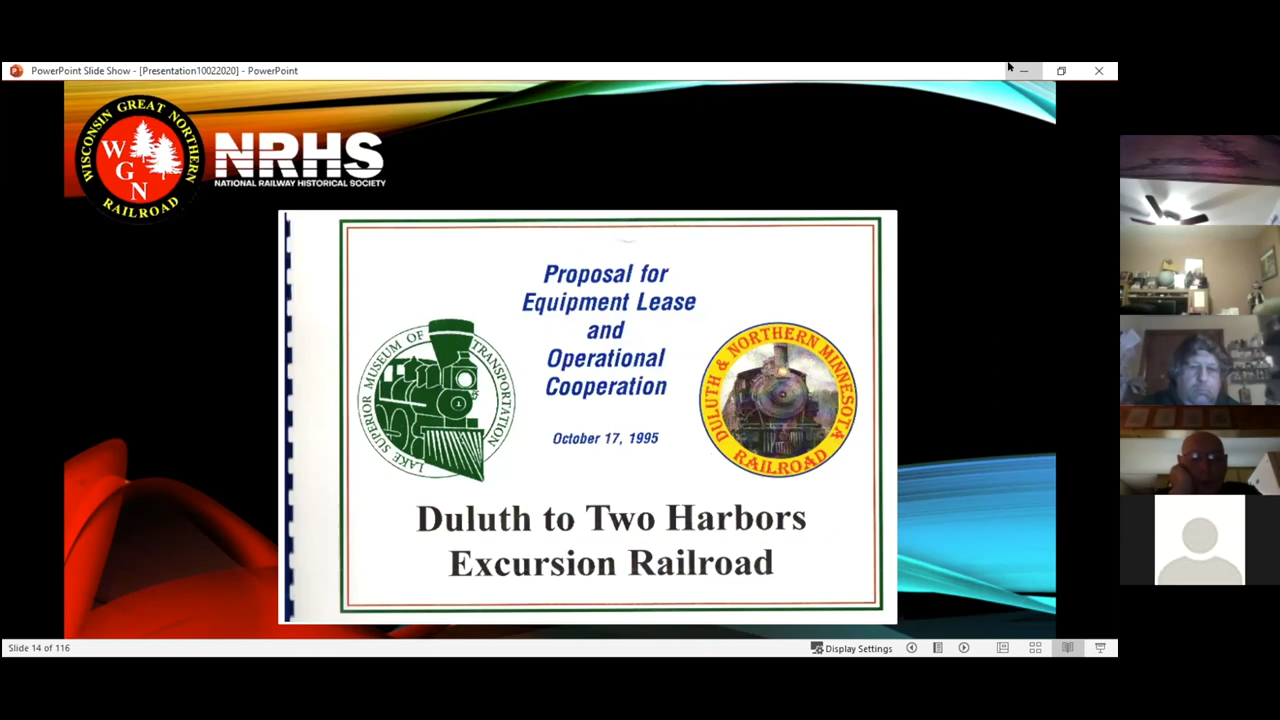 PowerPoint Slide Show - [Presentation10022020] - PowerPoint
WISCONSIN GREAT NORTHERN
W
G
N
RAILROAD
NRHS
NATIONAL RAILWAY HISTORICAL SOCIETY
Proposal for
Equipment Lease
and
Operational
Cooperation
October 17, 1995
LAKE SUPERIOR MUSEUM OF TRANSPORTATION
1
DULUTH & NORTHERN MINNESOTA
RAILROAD
Duluth to Two Harbors
Excursion Railroad
Slide 14 of 116
Display Settings